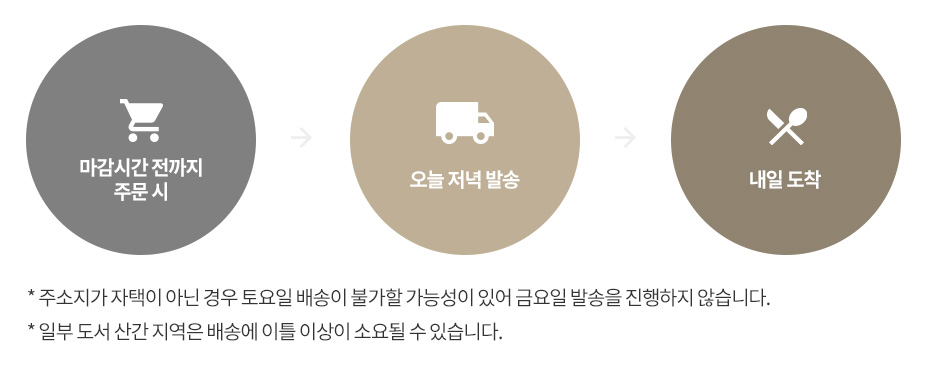 마감시간 전까지
주문 시
오늘 저녁 발송
내일 도착
* 주소지가 자택이 아닌 경우 토요일 배송이 불가할 가능성이 있어 금요일 발송을 진행하지 않습니다.
* 일부 도서 산간 지역은 배송에 이틀 이상이 소요될 수 있습니다.